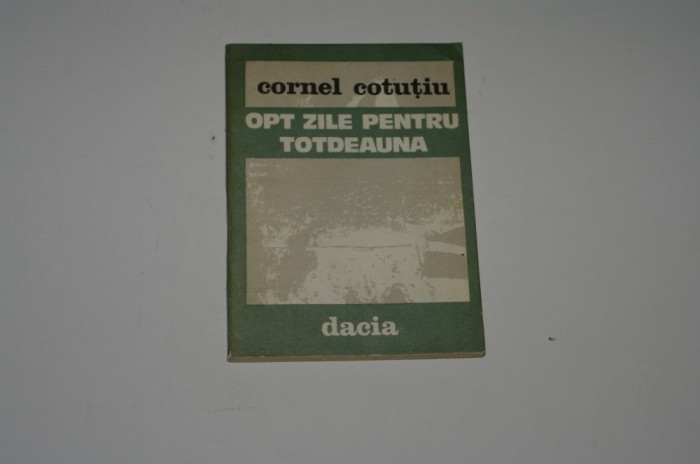 cornel cotuțiu
OPT ZILE PENTRU
TOTDEAUNA
dacia